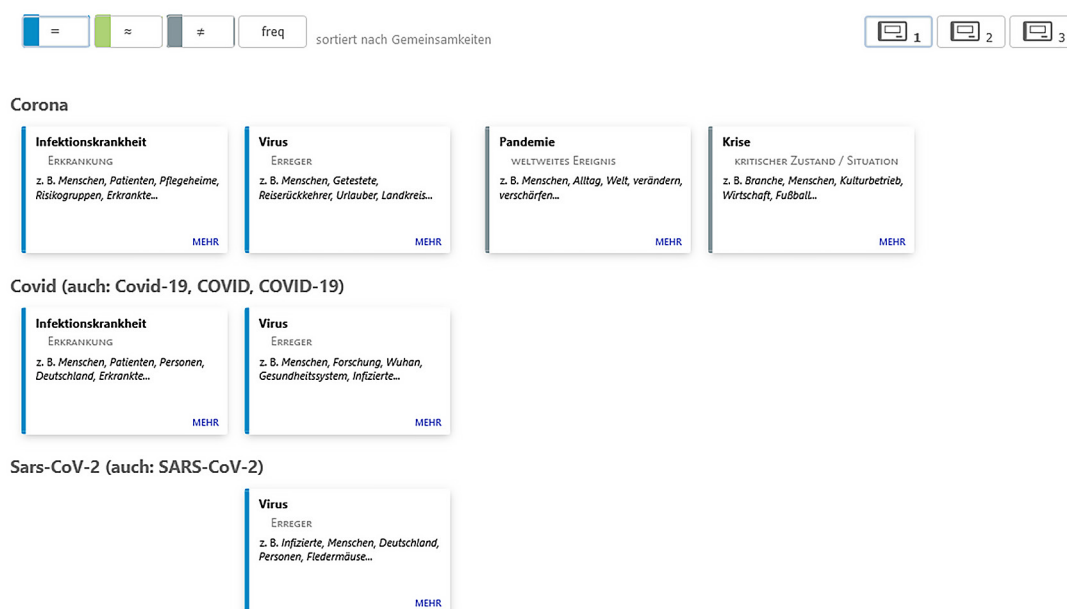 =
≈
≠
freq
sortiert nach Gemeinsamkeiten
1
2
3
Corona
Infektionskrankheit
Erkrankung
z. B. Menschen, Patienten, Pflegeheime,
Risikogruppen, Erkrankte...
MEHR
Virus
Erreger
z. B. Menschen, Getestete,
Reiserückkehrer, Urlauber, Landkreis...
MEHR
Pandemie
weltweites Ereignis
z. B. Menschen, Alltag, Welt, verändern,
verschärfen...
MEHR
Krise
kritischer Zustand / Situation
z. B. Branche, Menschen, Kulturbetrieb,
Wirtschaft, Fußball...
MEHR
Covid (auch: Covid-19, COVID, COVID-19)
Infektionskrankheit
Erkrankung
z. B. Menschen, Patienten, Personen,
Deutschland, Erkrankte...
MEHR
Virus
Erreger
z. B. Menschen, Forschung, Wuhan,
Gesundheitssystem, Infizierte...
MEHR
Sars-CoV-2 (auch: SARS-CoV-2)
Virus
Erreger
z. B. Infizierte, Menschen, Deutschland,
Personen, Fledermäuse...
MEHR